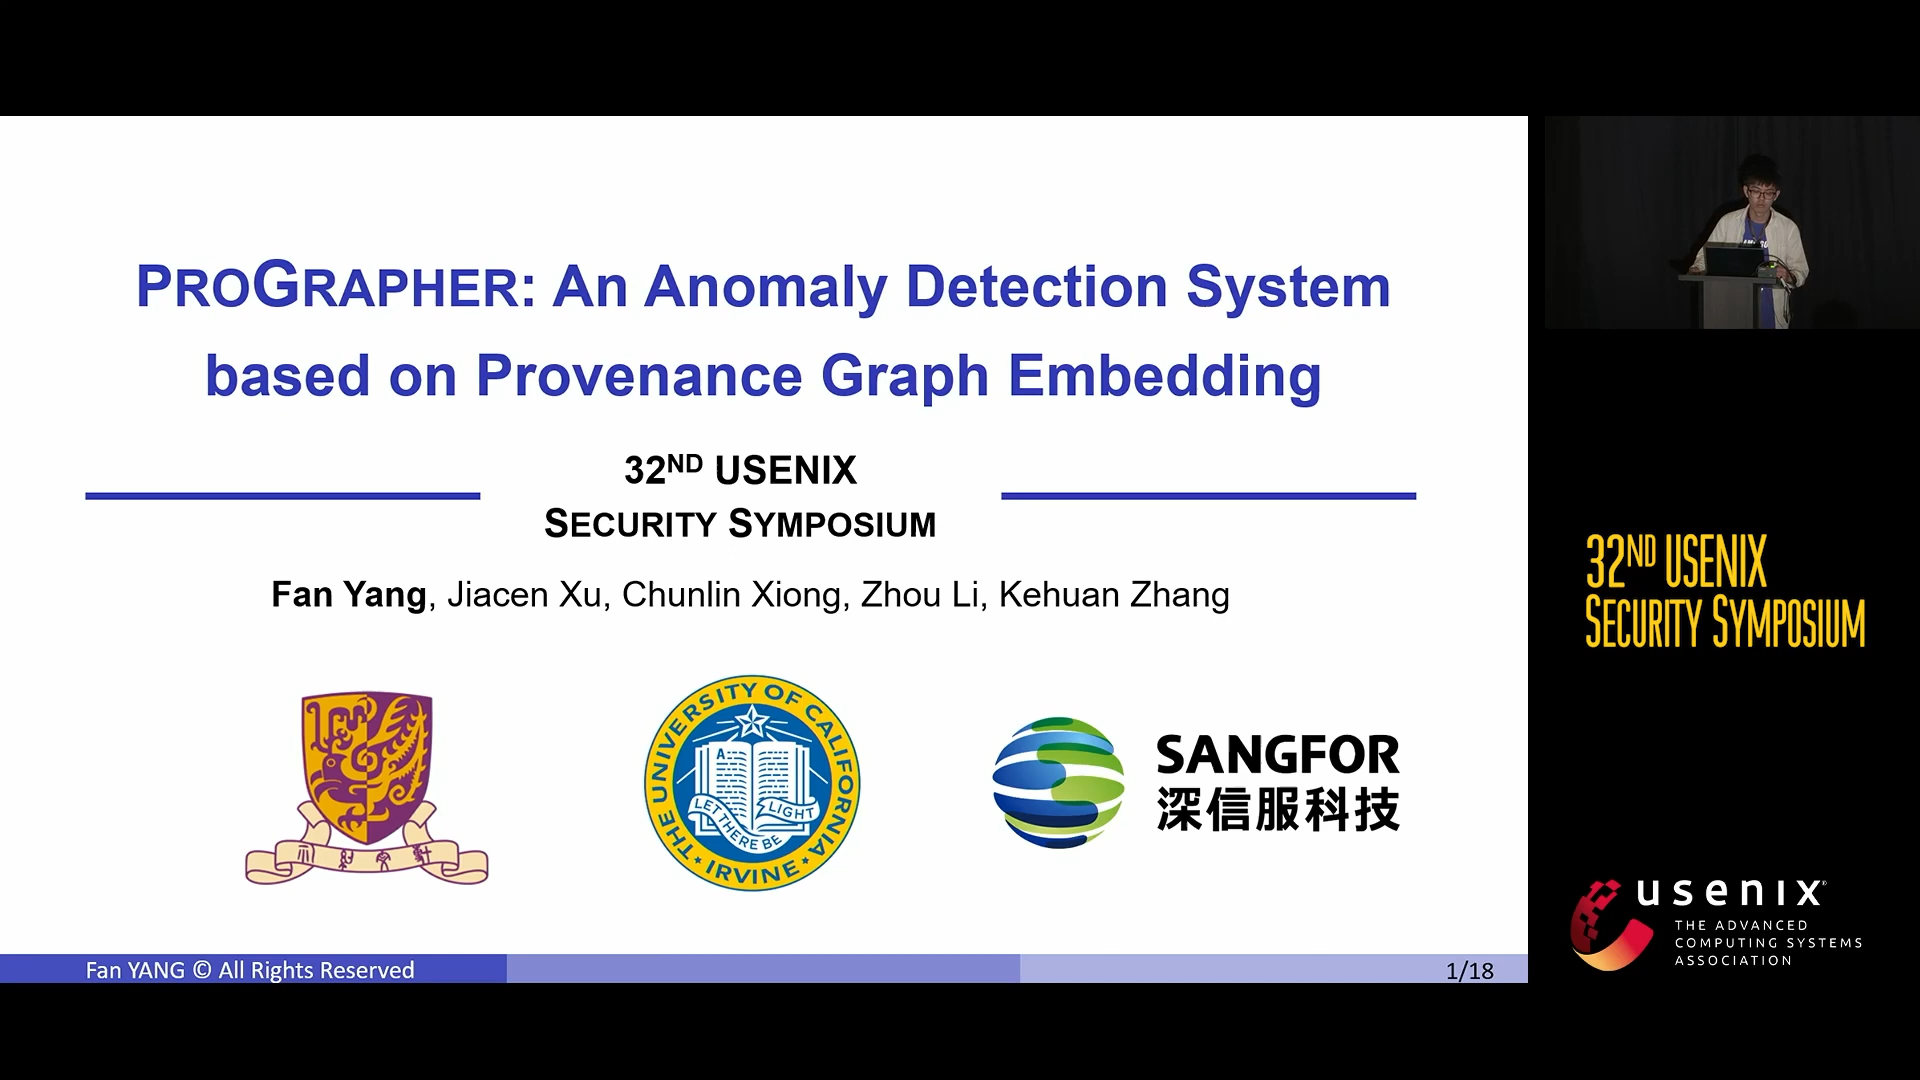 PROGRAPHER: An Anomaly Detection System
based on Provenance Graph Embedding
32ND USENIX
SECURITY SYMPOSIUM
Fan Yang, Jiacen Xu, Chunlin Xiong, Zhou Li, Kehuan Zhang
THE UNIVERSITY OF CALIFORNIA
IRVINE
LET THERE BE LIGHT
SANGFOR
深信服科技
Fan YANG © All Rights Reserved
1/18
32ND USENIX
SECURITY SYMPOSIUM
usenix®
THE ADVANCED
COMPUTING SYSTEMS
ASSOCIATION